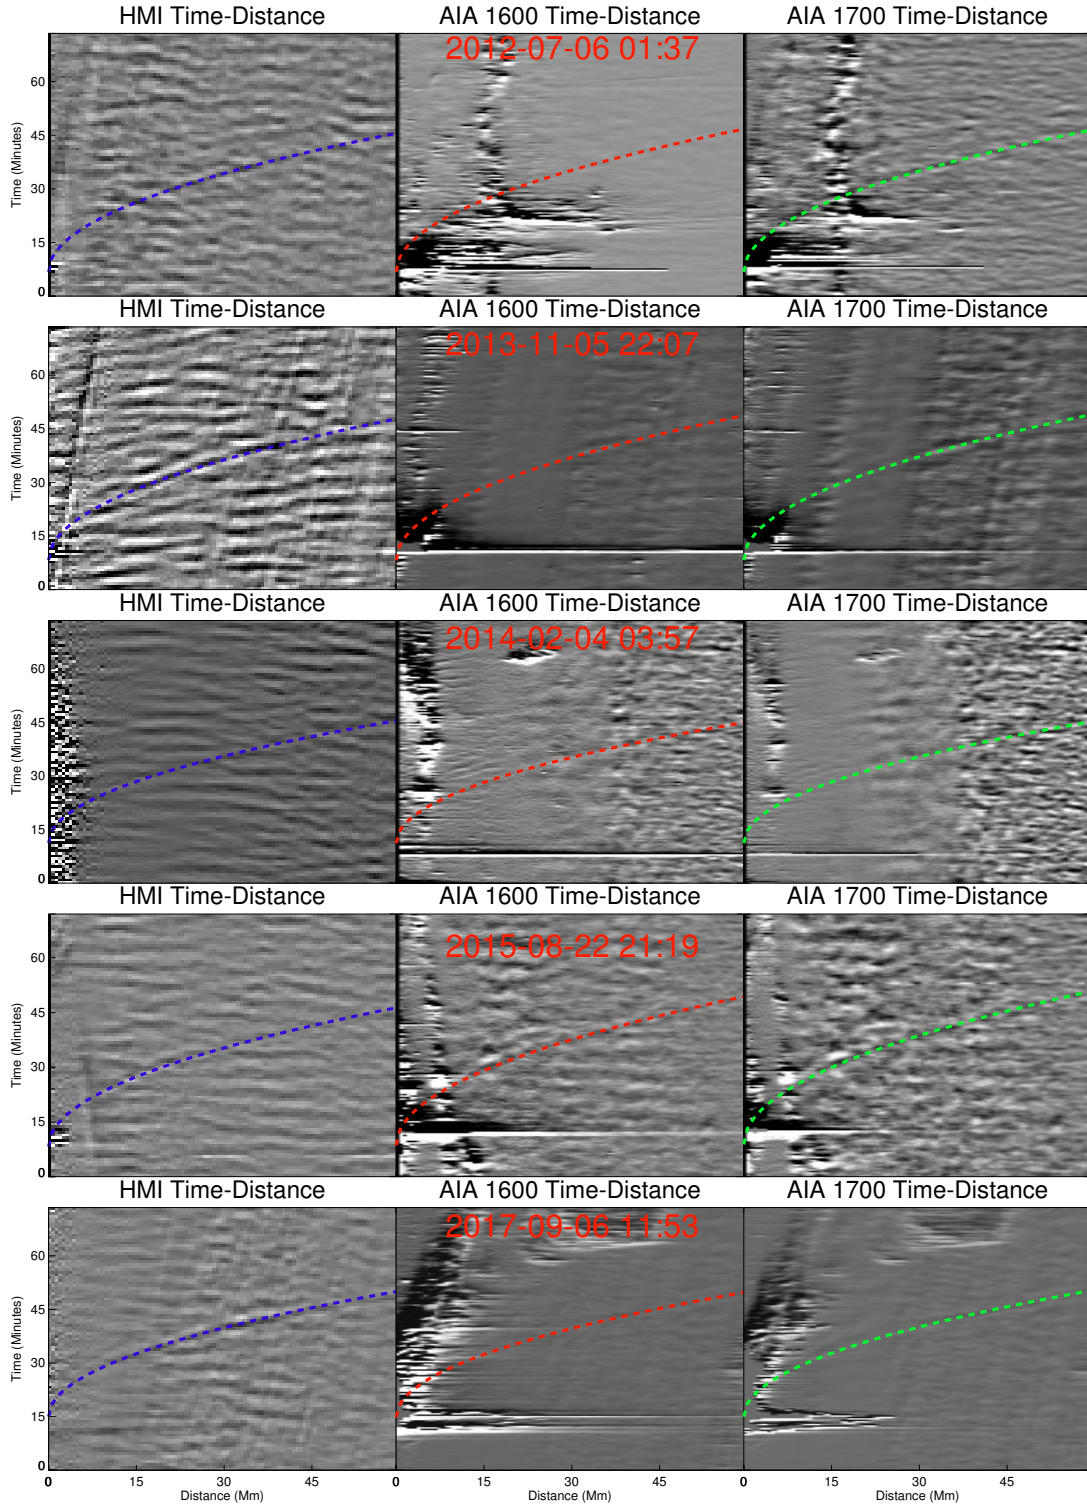 HMI Time-Distance AIA 1600 Time-Distance AIA 1700 Time-Distance
2012-07-06 01:37
60
45
Time (Minutes)
30
15
0
HMI Time-Distance AIA 1600 Time-Distance AIA 1700 Time-Distance
2013-11-05 22:07
60
45
Time (Minutes)
30
15
0
HMI Time-Distance AIA 1600 Time-Distance AIA 1700 Time-Distance
2014-02-04 03:57
60
45
Time (Minutes)
30
15
0
HMI Time-Distance AIA 1600 Time-Distance AIA 1700 Time-Distance
2015-08-22 21:19
60
45
Time (Minutes)
30
15
0
HMI Time-Distance AIA 1600 Time-Distance AIA 1700 Time-Distance
2017-09-06 11:53
60
45
Time (Minutes)
30
15
0
0 15 30 45 0 15 30 45 0 15 30 45
Distance (Mm) Distance (Mm) Distance (Mm)